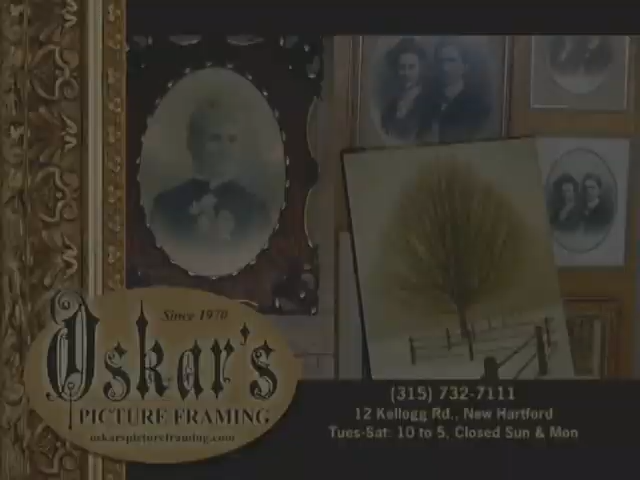 Since 1970
Oskar's
PICTURE FRAMING
oskarspictureframing.com
(315) 732-7111
12 Kellogg Rd., New Hartford
Tues-Sat: 10 to 5, Closed Sun & Mon